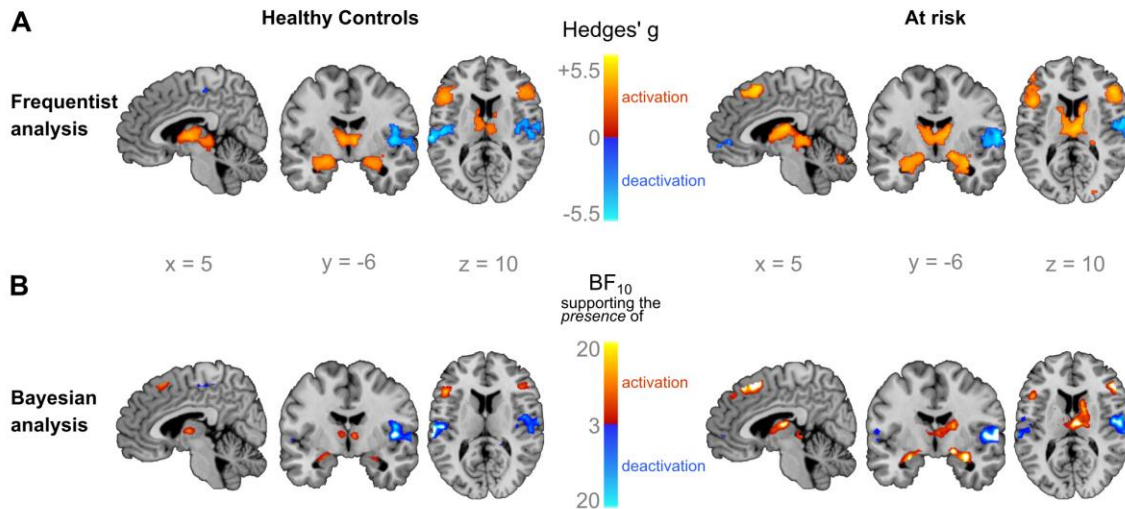 A
Healthy Controls
At risk
Hedges' g
Frequentist
analysis
+5.5
activation
0
deactivation
-5.5
x = 5
y = -6
z = 10
x = 5
y = -6
z = 10
B
BF₁₀
supporting the
presence of
Bayesian
analysis
20
activation
3
deactivation
20